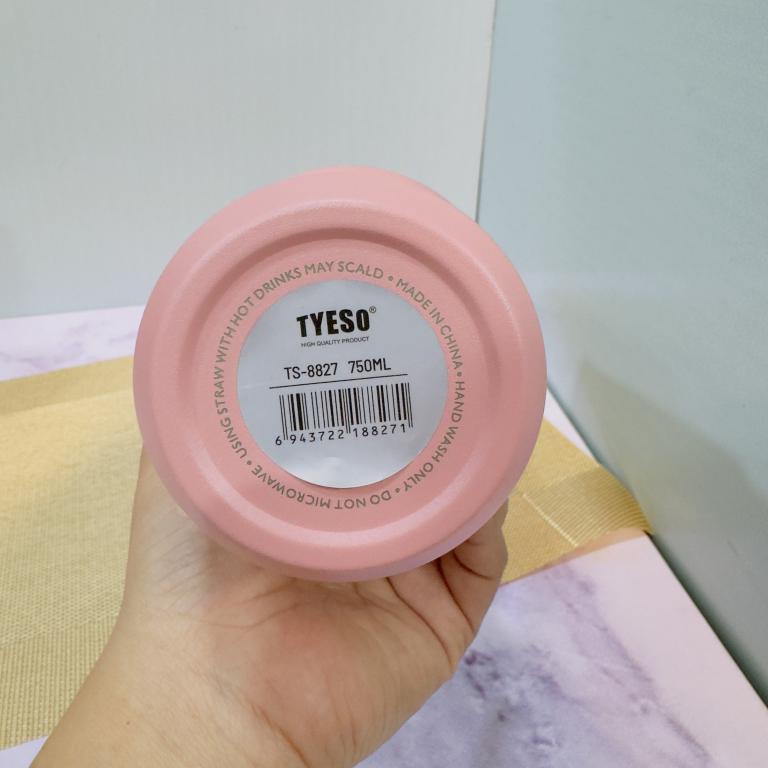 TYESO®
HIGH QUALITY PRODUCT
TS-8827 750ML
6 943722 188271
USING STRAW WITH HOT DRINKS MAY SCALD • MADE IN CHINA • HAND WASH ONLY • DO NOT MICROWAVE •